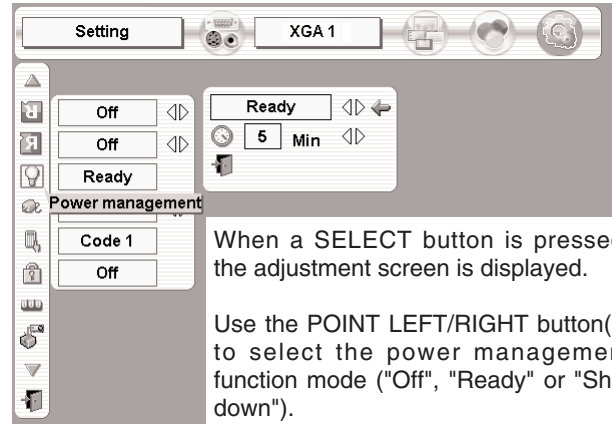 Setting
XGA 1
Off
Ready
Off
5 Min
Ready
Power management
Code 1
Off
When a SELECT button is pressed
the adjustment screen is displayed.
Use the POINT LEFT/RIGHT button(
to select the power managemen
function mode ("Off", "Ready" or "Sh
down").